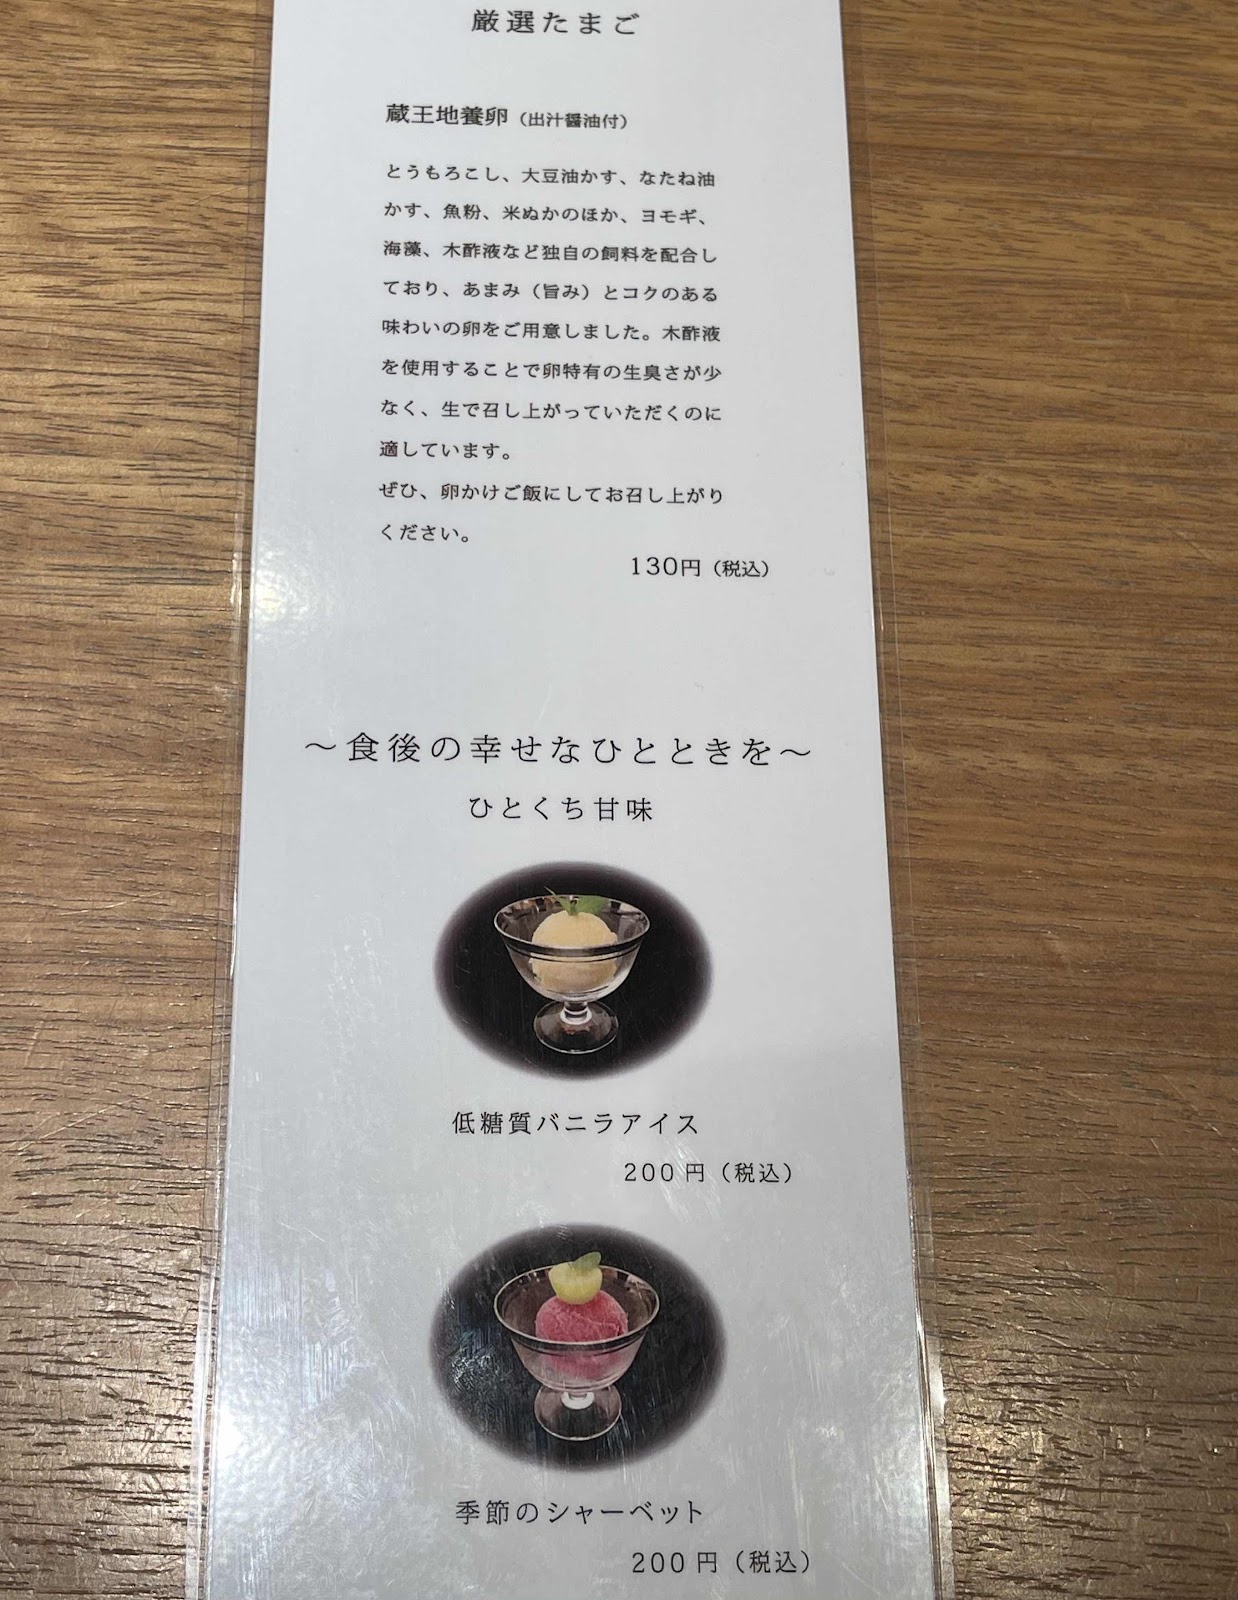 厳選たまご
蔵王地養卵（出汁醤油付）
とうもろこし、大豆油かす、なたね油
かす、魚粉、米ぬかのほか、ヨモギ、
海藻、木酢液など独自の飼料を配合し
ており、あまみ（旨み）とコクのある
味わいの卵をご用意しました。木酢液
を使用することで卵特有の生臭さが少
なく、生で召し上がっていただくのに
適しています。
ぜひ、卵かけご飯にしてお召し上がり
ください。
130円（税込）
～食後の幸せなひとときを～
ひとくち甘味
低糖質バニラアイス
200円（税込）
季節のシャーベット
200円（税込）